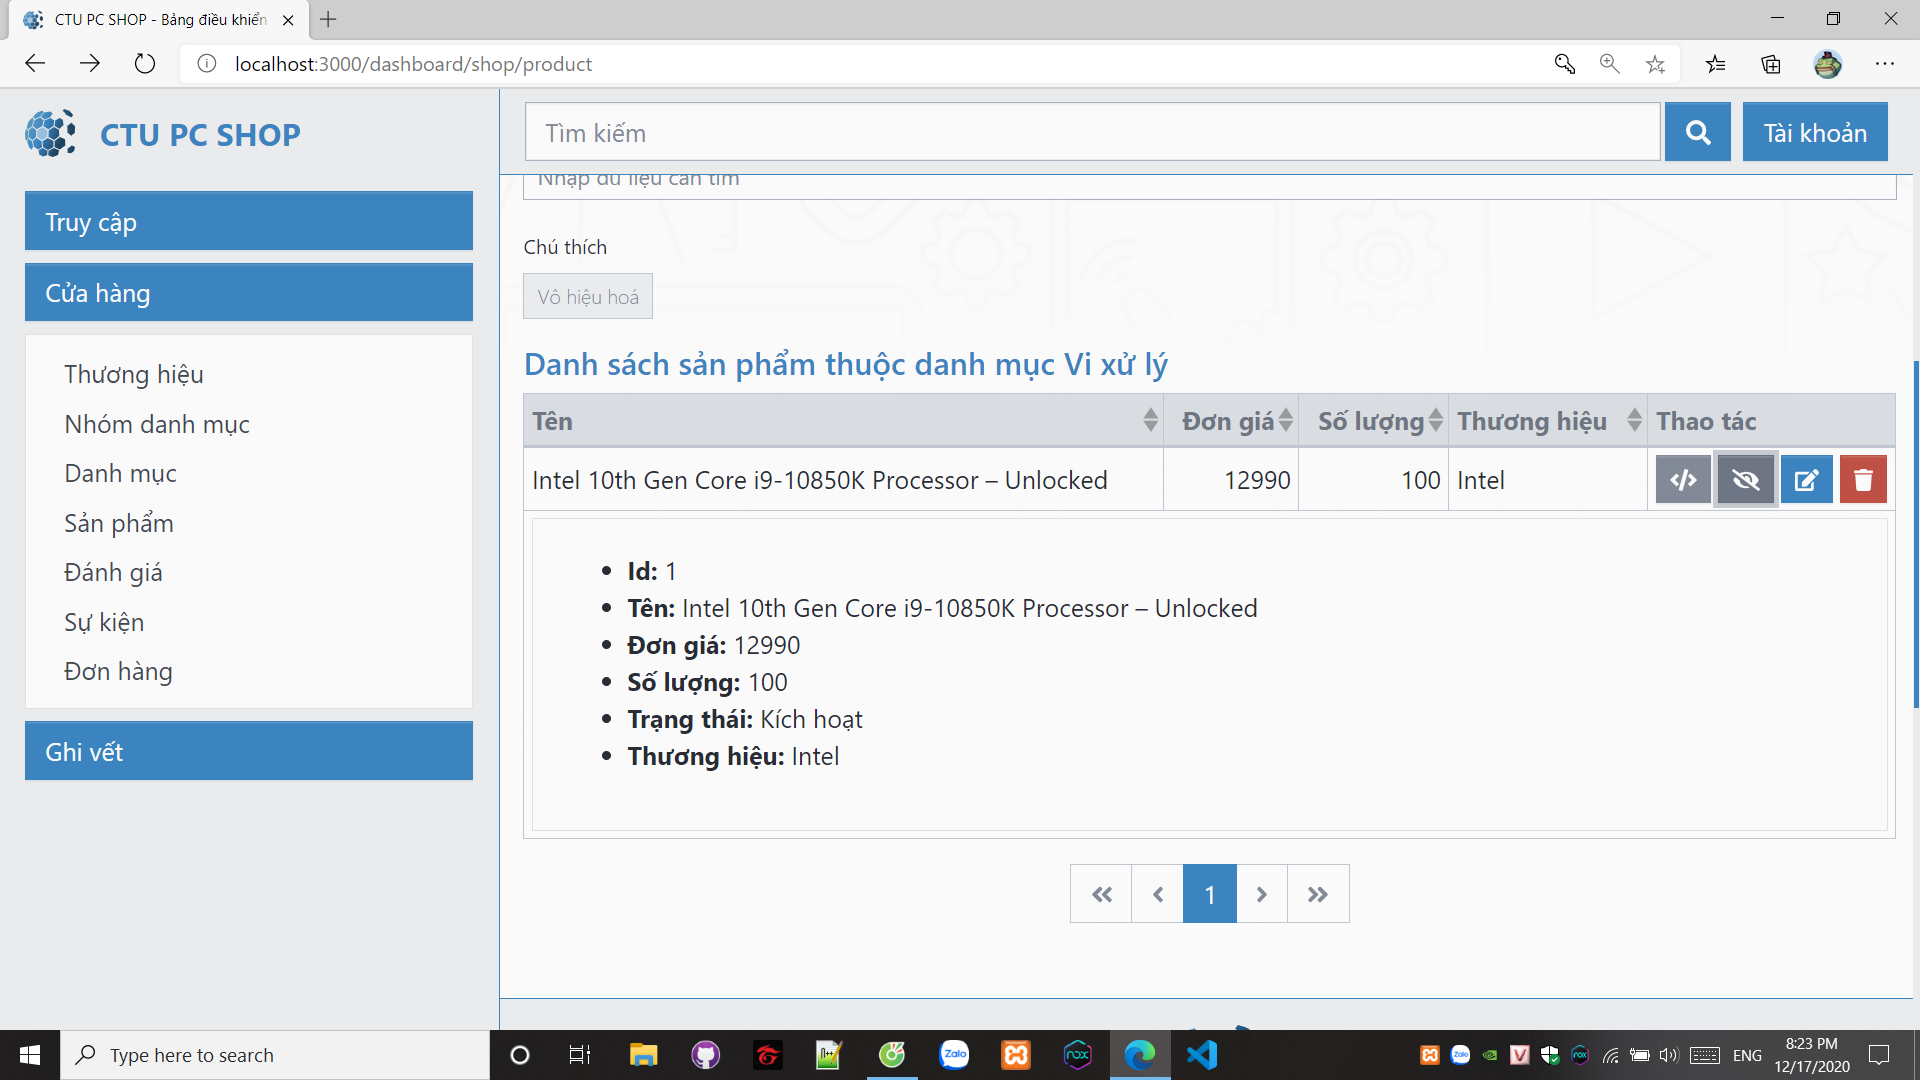 CTU PC SHOP - Bảng điều khiển
localhost:3000/dashboard/shop/product
CTU PC SHOP
Tìm kiếm
Tài khoản
Truy cập
Cửa hàng
Thương hiệu
Nhóm danh mục
Danh mục
Sản phẩm
Đánh giá
Sự kiện
Đơn hàng
Ghi vết
Nhập dữ liệu cần tìm
Chú thích
Vô hiệu hoá
Danh sách sản phẩm thuộc danh mục Vi xử lý
Tên Đơn giá Số lượng Thương hiệu Thao tác
Intel 10th Gen Core i9-10850K Processor – Unlocked 12990 100 Intel
Id: 1
Tên: Intel 10th Gen Core i9-10850K Processor – Unlocked
Đơn giá: 12990
Số lượng: 100
Trạng thái: Kích hoạt
Thương hiệu: Intel
1
Type here to search
Zalo
nox
ENG
8:23 PM
12/17/2020